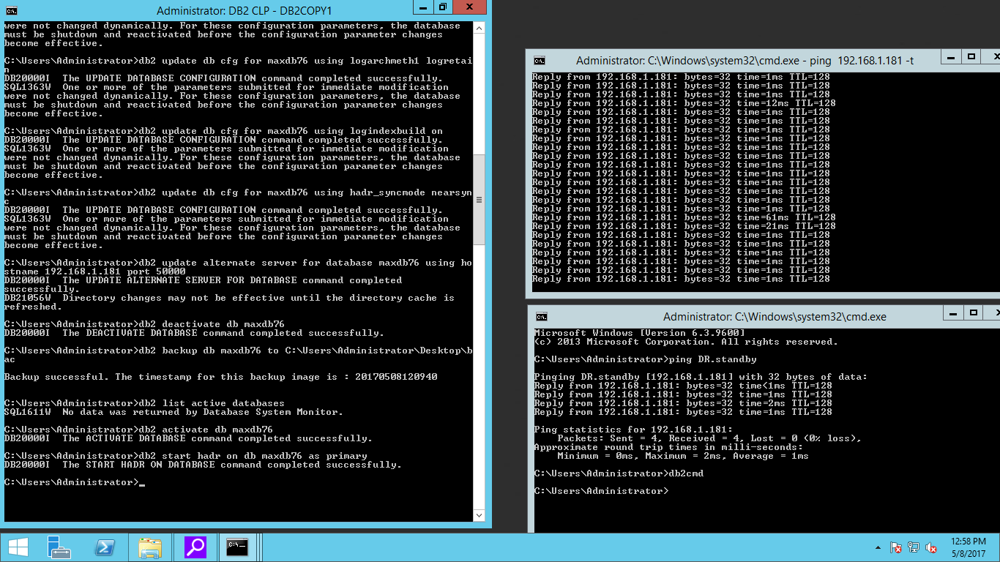 Administrator: DB2 CLP - DB2COPY1
were not changed dynamically. For these configuration parameters, the database
must be shutdown and reactivated before the configuration parameter changes
become effective.
C:\Users\Administrator>db2 update db cfg for maxdb76 using logarchmeth1 logretai
n
DB20000I  The UPDATE DATABASE CONFIGURATION command completed successfully.
SQL1363W  One or more of the parameters submitted for immediate modification
were not changed dynamically. For these configuration parameters, the database
must be shutdown and reactivated before the configuration parameter changes
become effective.
C:\Users\Administrator>db2 update db cfg for maxdb76 using logindexbuild on
DB20000I  The UPDATE DATABASE CONFIGURATION command completed successfully.
SQL1363W  One or more of the parameters submitted for immediate modification
were not changed dynamically. For these configuration parameters, the database
must be shutdown and reactivated before the configuration parameter changes
become effective.
C:\Users\Administrator>db2 update db cfg for maxdb76 using hadr_syncmode nearsyn
c
DB20000I  The UPDATE DATABASE CONFIGURATION command completed successfully.
SQL1363W  One or more of the parameters submitted for immediate modification
were not changed dynamically. For these configuration parameters, the database
must be shutdown and reactivated before the configuration parameter changes
become effective.
C:\Users\Administrator>db2 update alternate server for database maxdb76 using ho
stname 192.168.1.181 port 50000
DB20000I  The UPDATE ALTERNATE SERVER FOR DATABASE command completed
successfully.
DB21056W  Directory changes may not be effective until the directory cache is
refreshed.
C:\Users\Administrator>db2 deactivate db maxdb76
DB20000I  The DEACTIVATE DATABASE command completed successfully.
C:\Users\Administrator>db2 backup db maxdb76 to C:\Users\Administrator\Desktop\b
ac
Backup successful. The timestamp for this backup image is : 20170508120940
C:\Users\Administrator>db2 list active databases
SQL1611W  No data was returned by Database System Monitor.
C:\Users\Administrator>db2 activate db maxdb76
DB20000I  The ACTIVATE DATABASE command completed successfully.
C:\Users\Administrator>db2 start hadr on db maxdb76 as primary
DB20000I  The START HADR ON DATABASE command completed successfully.
C:\Users\Administrator>_
Administrator: C:\Windows\system32\cmd.exe - ping  192.168.1.181 -t
Reply from 192.168.1.181: bytes=32 time=1ms TTL=128
Reply from 192.168.1.181: bytes=32 time=1ms TTL=128
Reply from 192.168.1.181: bytes=32 time=1ms TTL=128
Reply from 192.168.1.181: bytes=32 time=12ms TTL=128
Reply from 192.168.1.181: bytes=32 time=1ms TTL=128
Reply from 192.168.1.181: bytes=32 time=1ms TTL=128
Reply from 192.168.1.181: bytes=32 time=1ms TTL=128
Reply from 192.168.1.181: bytes=32 time=1ms TTL=128
Reply from 192.168.1.181: bytes=32 time=1ms TTL=128
Reply from 192.168.1.181: bytes=32 time=1ms TTL=128
Reply from 192.168.1.181: bytes=32 time=1ms TTL=128
Reply from 192.168.1.181: bytes=32 time=1ms TTL=128
Reply from 192.168.1.181: bytes=32 time=1ms TTL=128
Reply from 192.168.1.181: bytes=32 time=1ms TTL=128
Reply from 192.168.1.181: bytes=32 time=1ms TTL=128
Reply from 192.168.1.181: bytes=32 time=1ms TTL=128
Reply from 192.168.1.181: bytes=32 time=61ms TTL=128
Reply from 192.168.1.181: bytes=32 time=21ms TTL=128
Reply from 192.168.1.181: bytes=32 time=1ms TTL=128
Reply from 192.168.1.181: bytes=32 time=1ms TTL=128
Reply from 192.168.1.181: bytes=32 time=1ms TTL=128
Reply from 192.168.1.181: bytes=32 time=1ms TTL=128
Reply from 192.168.1.181: bytes=32 time=1ms TTL=128
Reply from 192.168.1.181: bytes=32 time=1ms TTL=128
Administrator: C:\Windows\system32\cmd.exe
Microsoft Windows [Version 6.3.9600]
(c) 2013 Microsoft Corporation. All rights reserved.
C:\Users\Administrator>ping DR.standby
Pinging DR.standby [192.168.1.181] with 32 bytes of data:
Reply from 192.168.1.181: bytes=32 time<1ms TTL=128
Reply from 192.168.1.181: bytes=32 time=1ms TTL=128
Reply from 192.168.1.181: bytes=32 time=2ms TTL=128
Reply from 192.168.1.181: bytes=32 time=1ms TTL=128
Ping statistics for 192.168.1.181:
    Packets: Sent = 4, Received = 4, Lost = 0 (0% loss),
Approximate round trip times in milli-seconds:
    Minimum = 0ms, Maximum = 2ms, Average = 1ms
C:\Users\Administrator>db2cmd
C:\Users\Administrator>
12:58 PM
5/8/2017